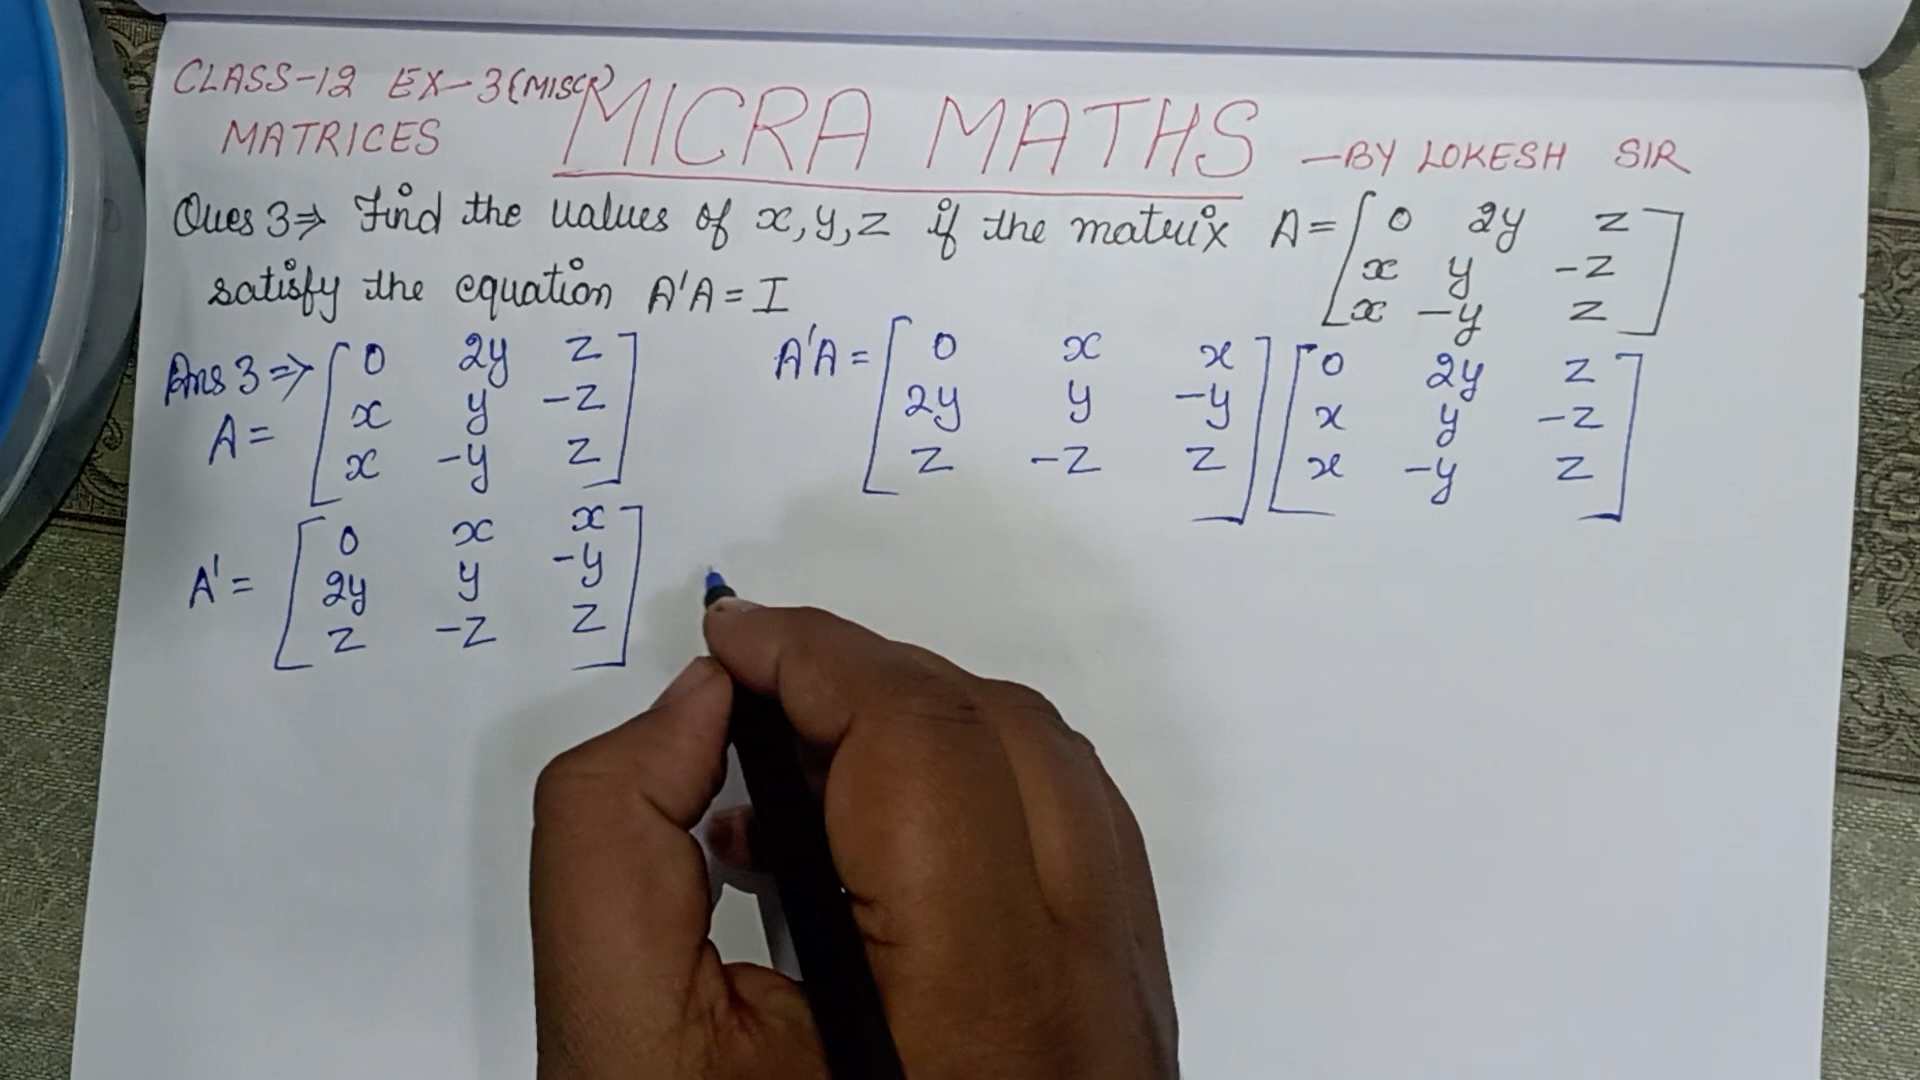 CLASS-12 EX-3(MISC) MICRA MATHS -BY LOKESH SIR
MATRICES
Ques 3⇒ Find the values of x,y,z if the matrix A=[0 2y z
x y -z
x -y z]
satisfy the equation A'A = I
Ans 3 ⇒
A = [0 2y z
x y -z
x -y z]
A' = [0 x x
2y y -y
z -z z]
A'A = [0 x x] [0 2y z]
[2y y -y] [x y -z]
[z -z z] [x -y z]